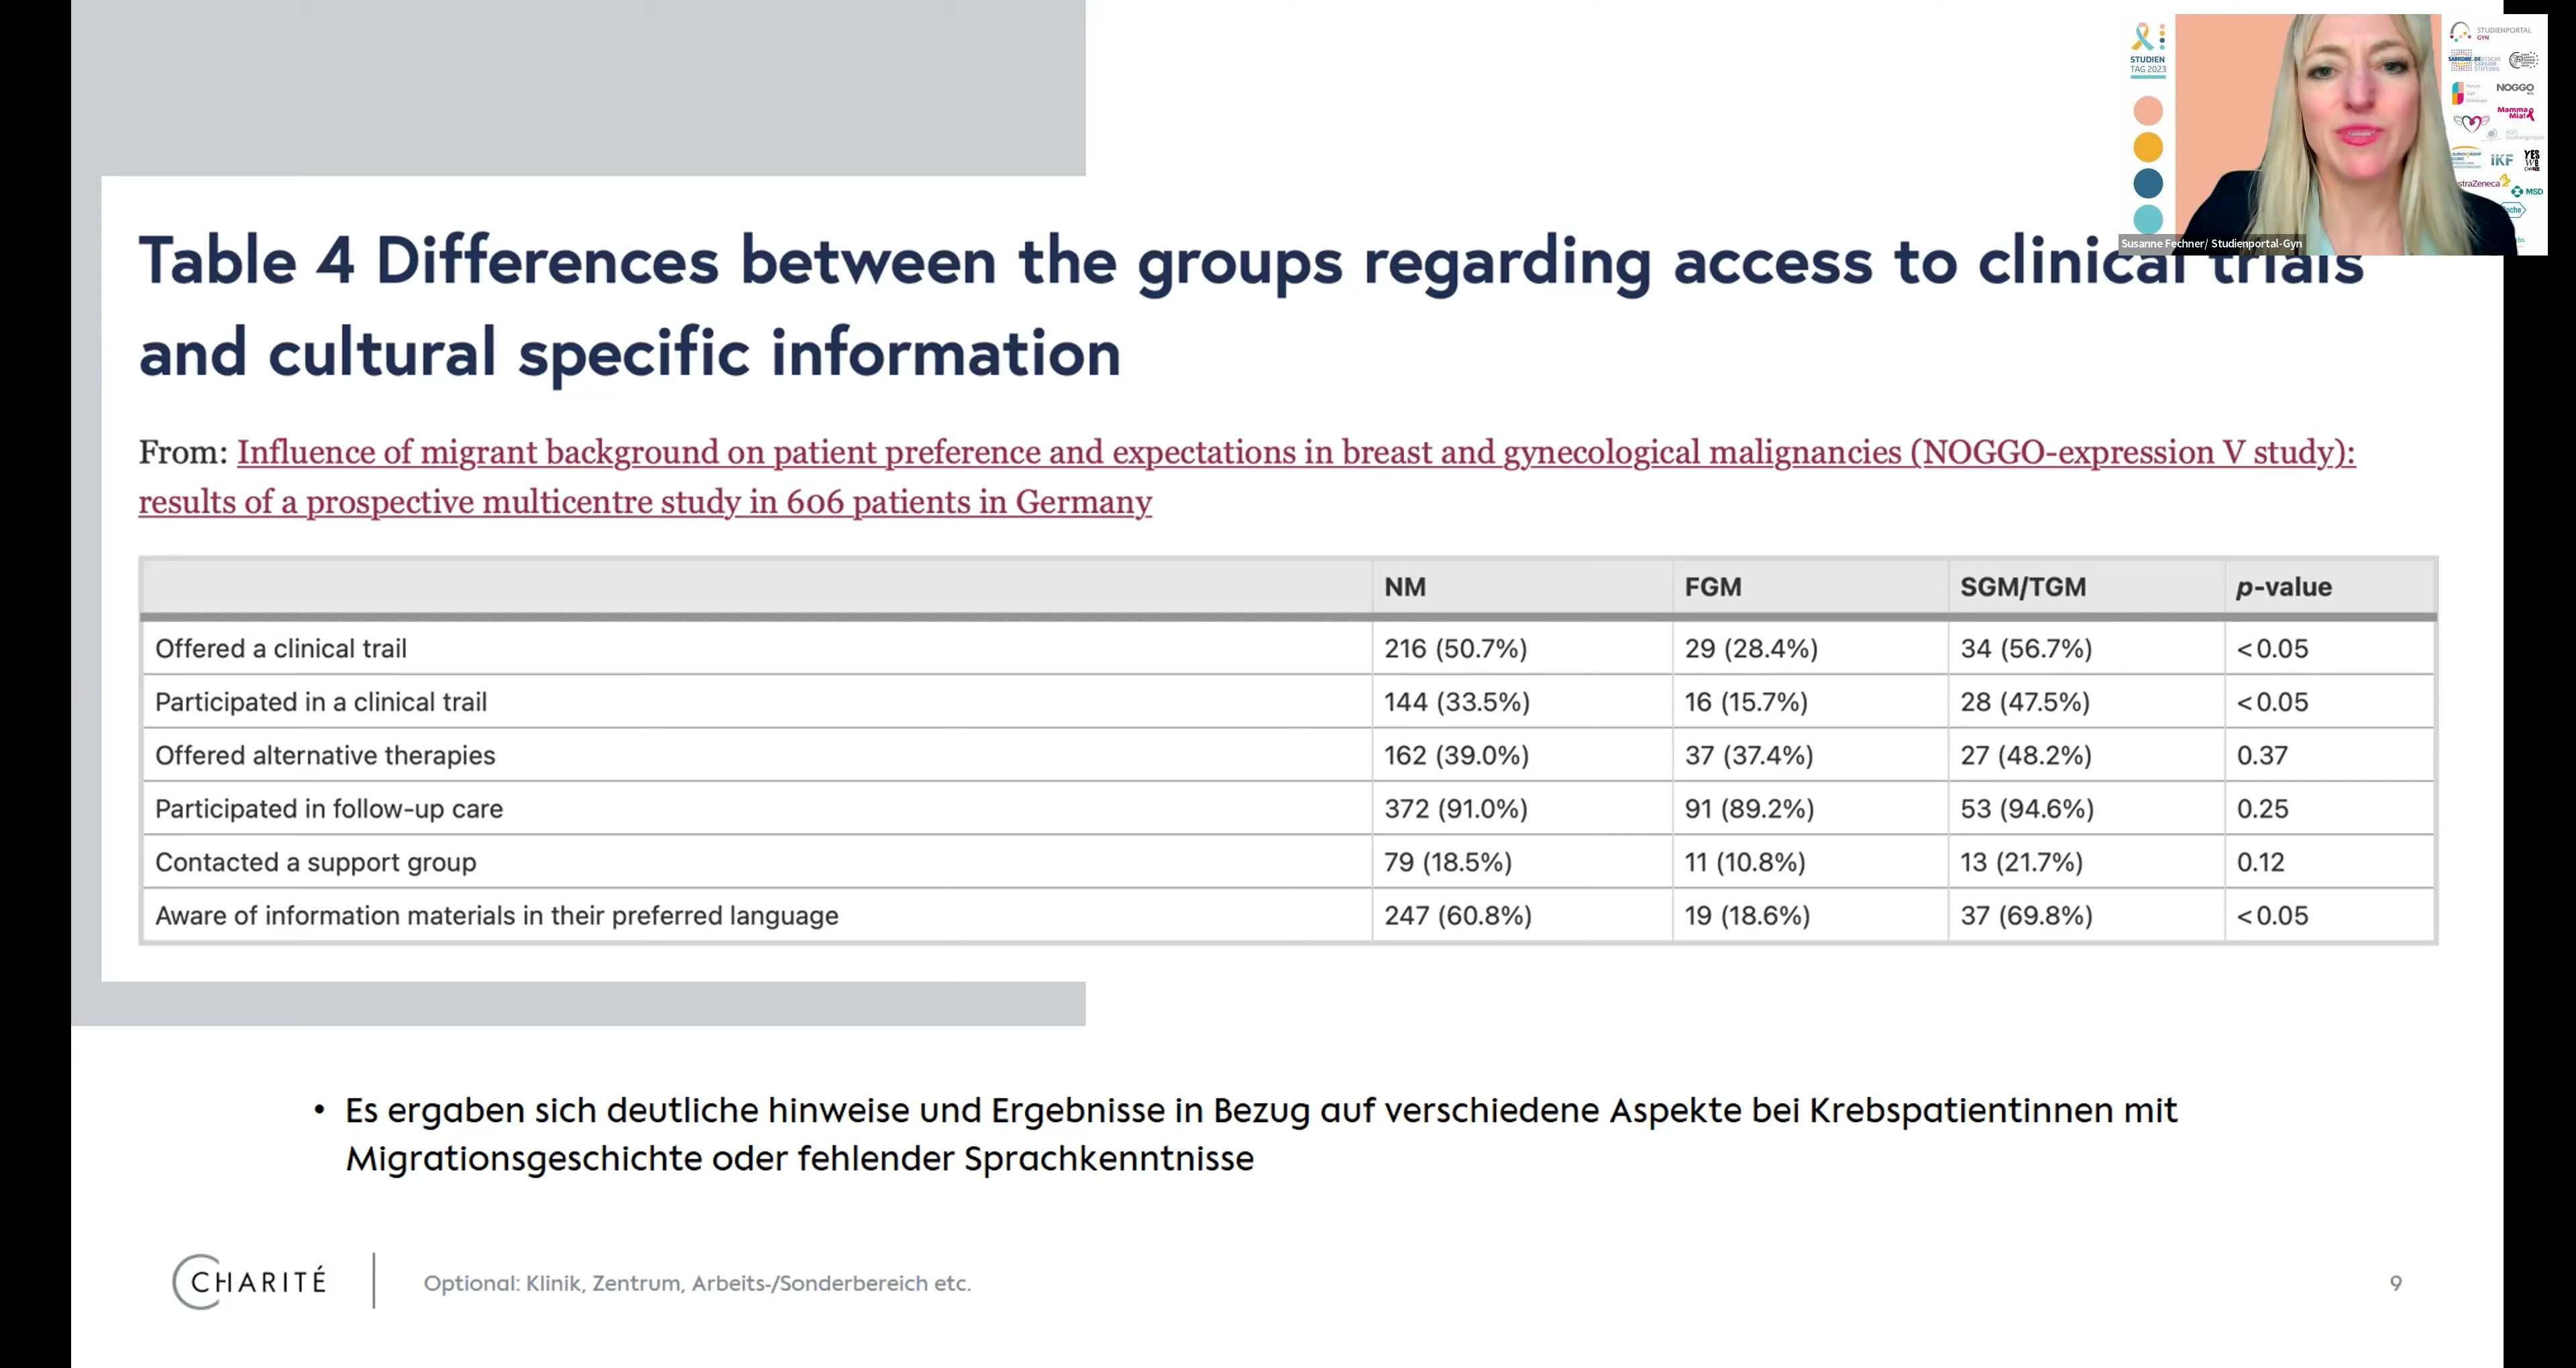 STUDIEN
TAG 2023
STUDIENPORTAL
GYN
NOGGO
Mamma
Mia!
iKF
YES
straZeneca
MSD
Susanne Fechner/ Studienportal-Gyn
Table 4 Differences between the groups regarding access to clinical trials
and cultural specific information
From: Influence of migrant background on patient preference and expectations in breast and gynecological malignancies (NOGGO-expression V study):
results of a prospective multicentre study in 606 patients in Germany
NM FGM SGM/TGM p-value
Offered a clinical trail 216 (50.7%) 29 (28.4%) 34 (56.7%) <0.05
Participated in a clinical trail 144 (33.5%) 16 (15.7%) 28 (47.5%) <0.05
Offered alternative therapies 162 (39.0%) 37 (37.4%) 27 (48.2%) 0.37
Participated in follow-up care 372 (91.0%) 91 (89.2%) 53 (94.6%) 0.25
Contacted a support group 79 (18.5%) 11 (10.8%) 13 (21.7%) 0.12
Aware of information materials in their preferred language 247 (60.8%) 19 (18.6%) 37 (69.8%) <0.05
• Es ergaben sich deutliche hinweise und Ergebnisse in Bezug auf verschiedene Aspekte bei Krebspatientinnen mit
Migrationsgeschichte oder fehlender Sprachkenntnisse
CHARITÉ
Optional: Klinik, Zentrum, Arbeits-/Sonderbereich etc.
9